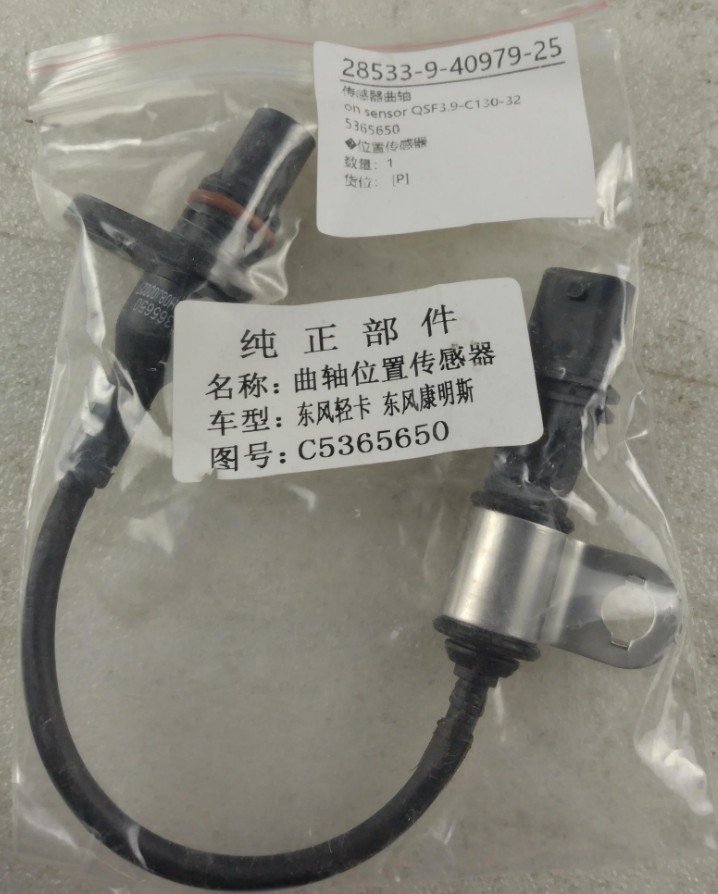 28533-9-40979-25
传感器曲轴
on sensor QSF3.9-C130-32
5365650
�位置传感器
数量: 1
货位: [P]
纯正部件
名称:曲轴位置传感器
车型:东风轻卡 东风康明斯
图号:C5365650